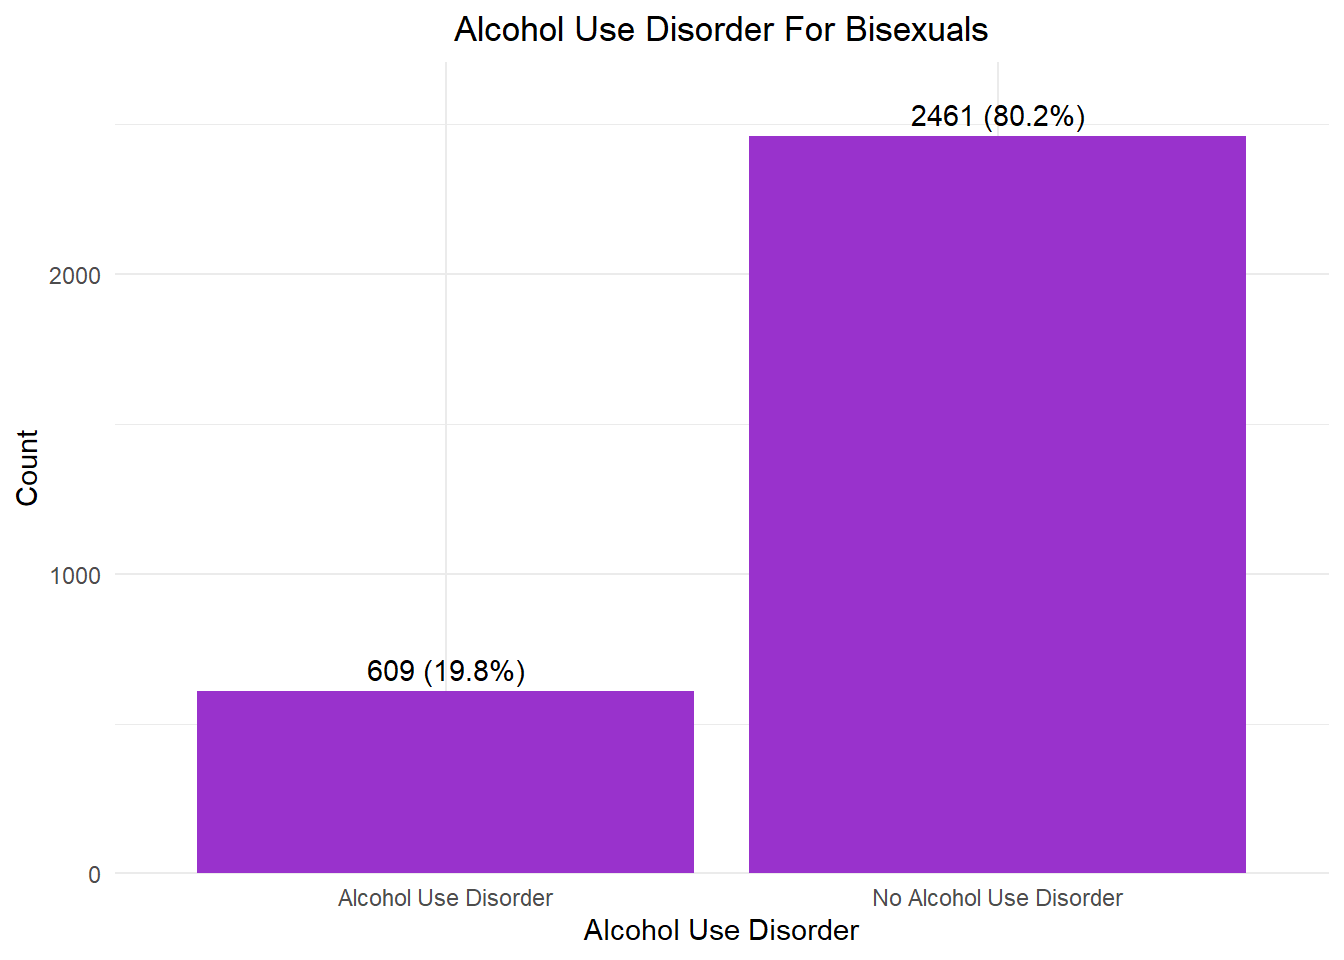 Alcohol Use Disorder For Bisexuals
2461 (80.2%)
2000
Count
1000
609 (19.8%)
0
Alcohol Use Disorder
No Alcohol Use Disorder
Alcohol Use Disorder